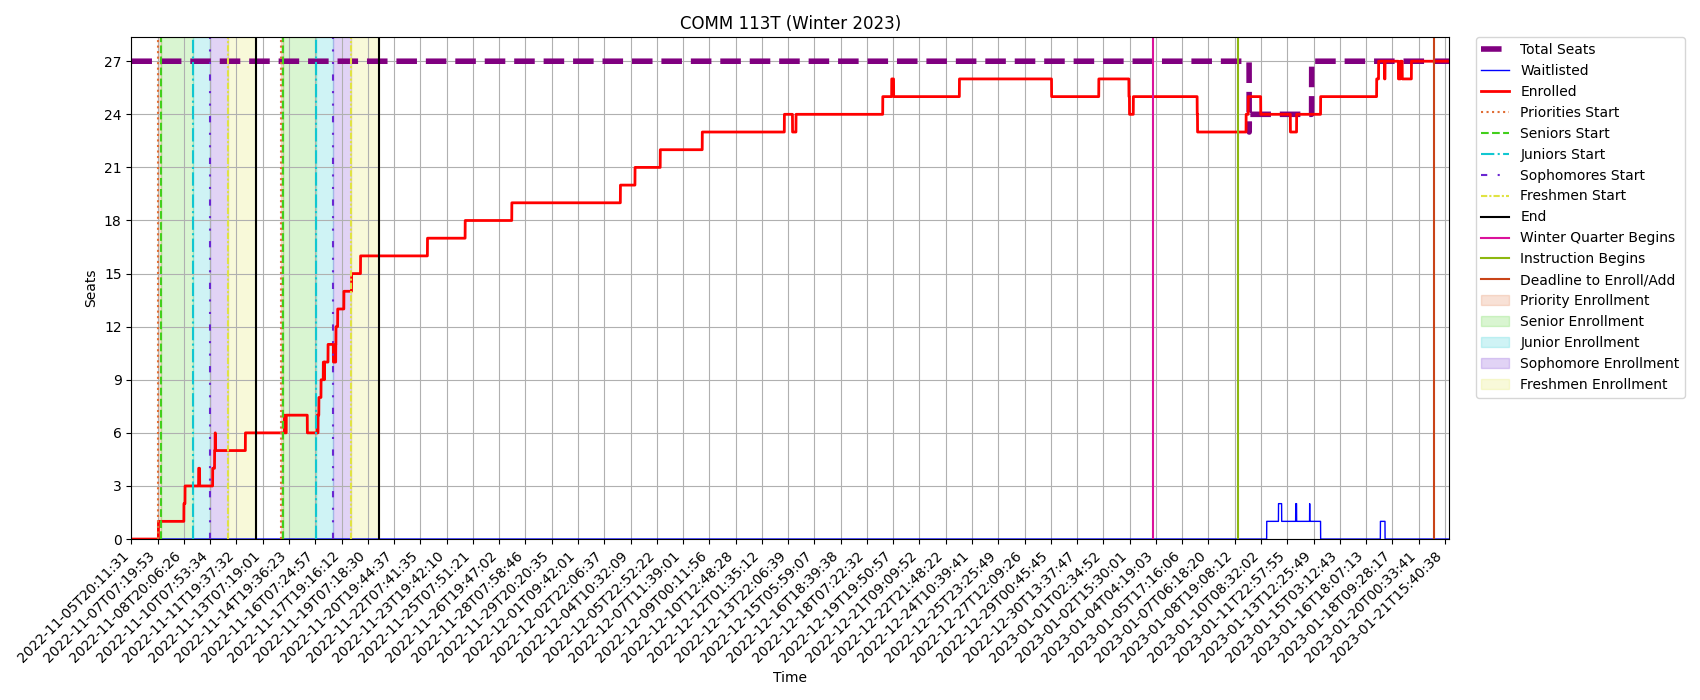 COMM 113T (Winter 2023)
Seats
27
24
21
18
15
12
9
6
3
0
2022-11-05T20:11:31
2022-11-07T07:19:53
2022-11-08T20:06:26
2022-11-10T07:53:34
2022-11-11T19:37:32
2022-11-13T07:19:01
2022-11-14T19:36:23
2022-11-16T07:24:57
2022-11-17T19:16:12
2022-11-19T07:18:30
2022-11-20T19:44:37
2022-11-22T07:41:35
2022-11-23T19:42:10
2022-11-25T07:51:21
2022-11-26T19:47:02
2022-11-28T07:58:46
2022-11-29T20:20:35
2022-12-01T09:42:01
2022-12-02T22:06:37
2022-12-04T10:32:09
2022-12-05T22:52:22
2022-12-07T11:39:01
2022-12-09T00:11:56
2022-12-10T12:48:28
2022-12-12T01:35:12
2022-12-13T22:06:39
2022-12-15T05:59:07
2022-12-16T18:39:38
2022-12-18T07:22:32
2022-12-19T19:50:57
2022-12-21T09:09:52
2022-12-22T21:48:22
2022-12-24T10:39:41
2022-12-25T23:25:49
2022-12-27T12:09:26
2022-12-29T00:45:45
2022-12-30T13:37:47
2023-01-01T02:34:52
2023-01-02T15:30:01
2023-01-04T04:19:03
2023-01-05T17:16:08
2023-01-07T06:18:20
2023-01-08T19:08:12
2023-01-10T08:32:02
2023-01-11T22:57:55
2023-01-13T12:25:49
2023-01-15T03:12:43
2023-01-16T18:07:13
2023-01-18T09:28:17
2023-01-20T00:33:41
2023-01-21T15:40:38
Time
Total Seats
Waitlisted
Enrolled
Priorities Start
Seniors Start
Juniors Start
Sophomores Start
Freshmen Start
End
Winter Quarter Begins
Instruction Begins
Deadline to Enroll/Add
Priority Enrollment
Senior Enrollment
Junior Enrollment
Sophomore Enrollment
Freshmen Enrollment